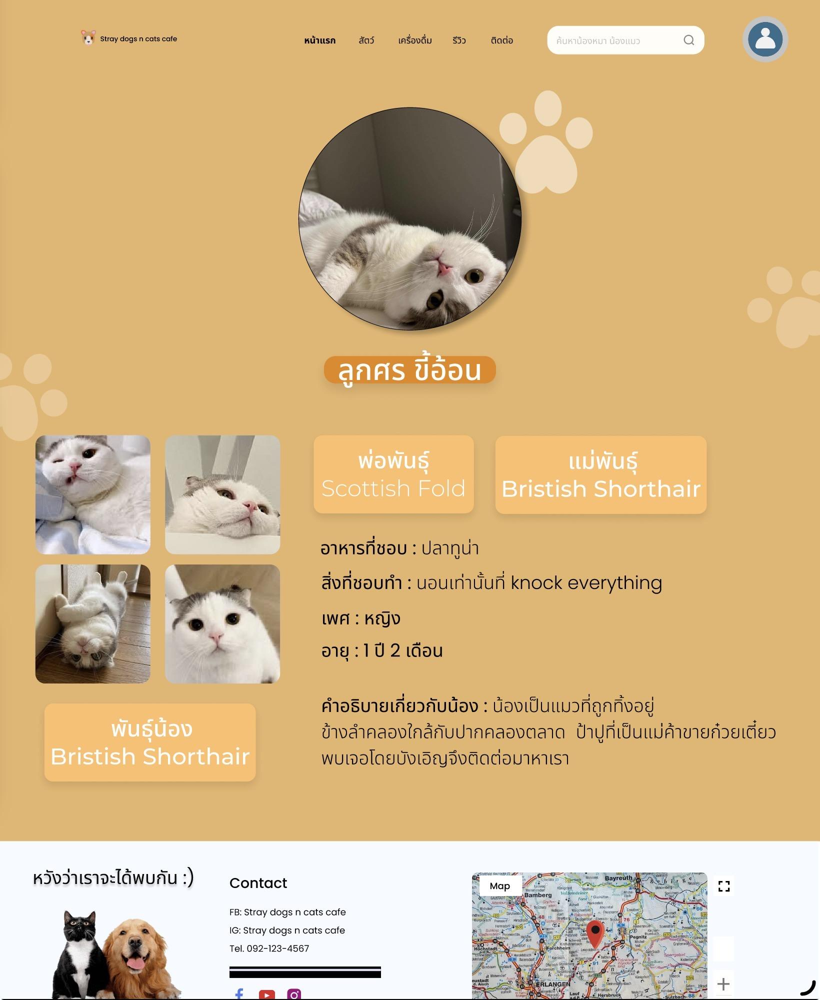 Stray dogs n cats cafe
หน้าแรก สัตว์ เครื่องดื่ม รีวิว ติดต่อ
ค้นหาน้องหมา น้องแมว
ลูกศร ขี้อ้อน
พ่อพันธุ์
Scottish Fold
แม่พันธุ์
Bristish Shorthair
อาหารที่ชอบ : ปลาทูน่า
สิ่งที่ชอบทำ : นอนเท่านั้นที่ knock everything
เพศ : หญิง
อายุ : 1 ปี 2 เดือน
พันธุ์น้อง
Bristish Shorthair
คำอธิบายเกี่ยวกับน้อง : น้องเป็นแมวที่ถูกทิ้งอยู่
ข้างลำคลองใกล้กับปากคลองตลาด ป้าปูที่เป็นแม่ค้าขายก๋วยเตี๋ยว
พบเจอโดยบังเอิญจึงติดต่อมาหาเรา
หวังว่าเราจะได้พบกัน :)
Contact
FB: Stray dogs n cats cafe
IG: Stray dogs n cats cafe
Tel. 092-123-4567
Map
Bayreuth
Bamberg
Forchheim
Pegnitz
Höchstadt
ERLANGEN
Lauf
Hersbruck
Sulzbach-